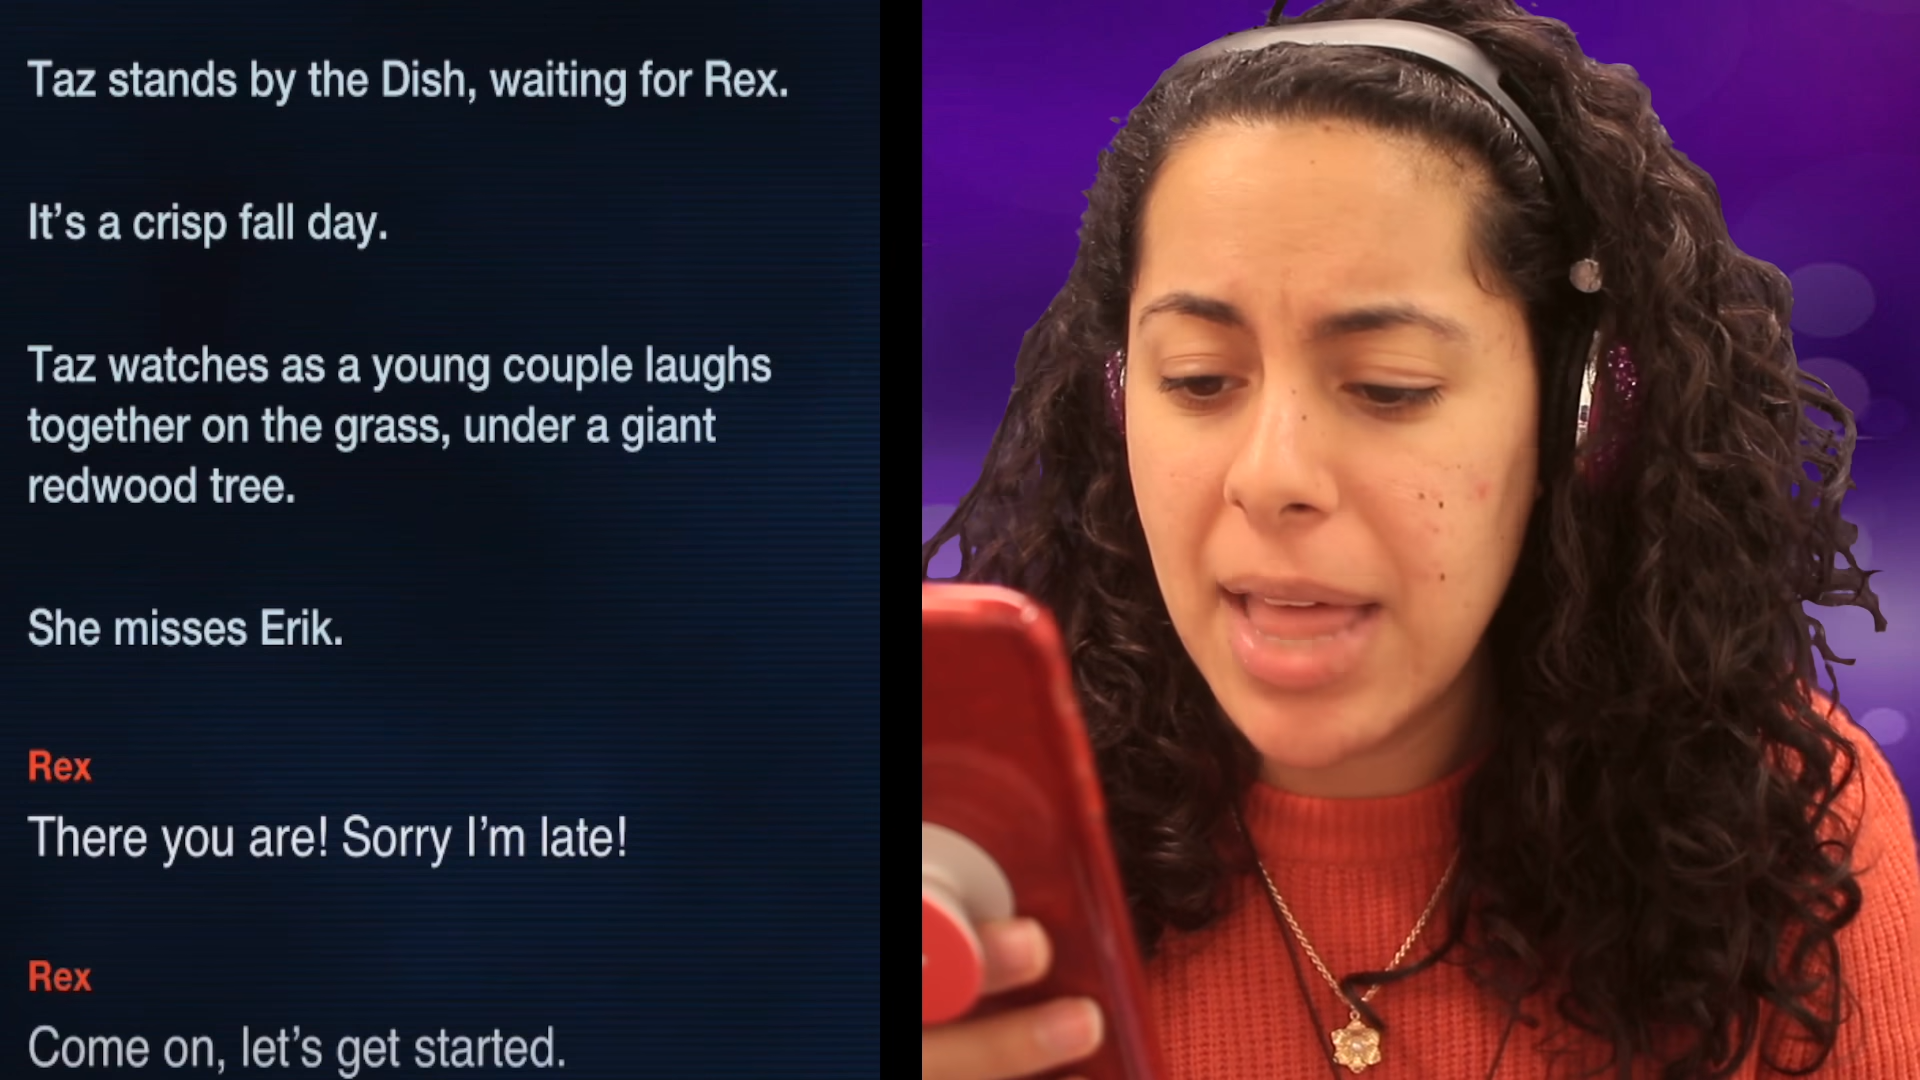 Taz stands by the Dish, waiting for Rex.
It’s a crisp fall day.
Taz watches as a young couple laughs
together on the grass, under a giant
redwood tree.
She misses Erik.
Rex
There you are! Sorry I’m late!
Rex
Come on, let’s get started.